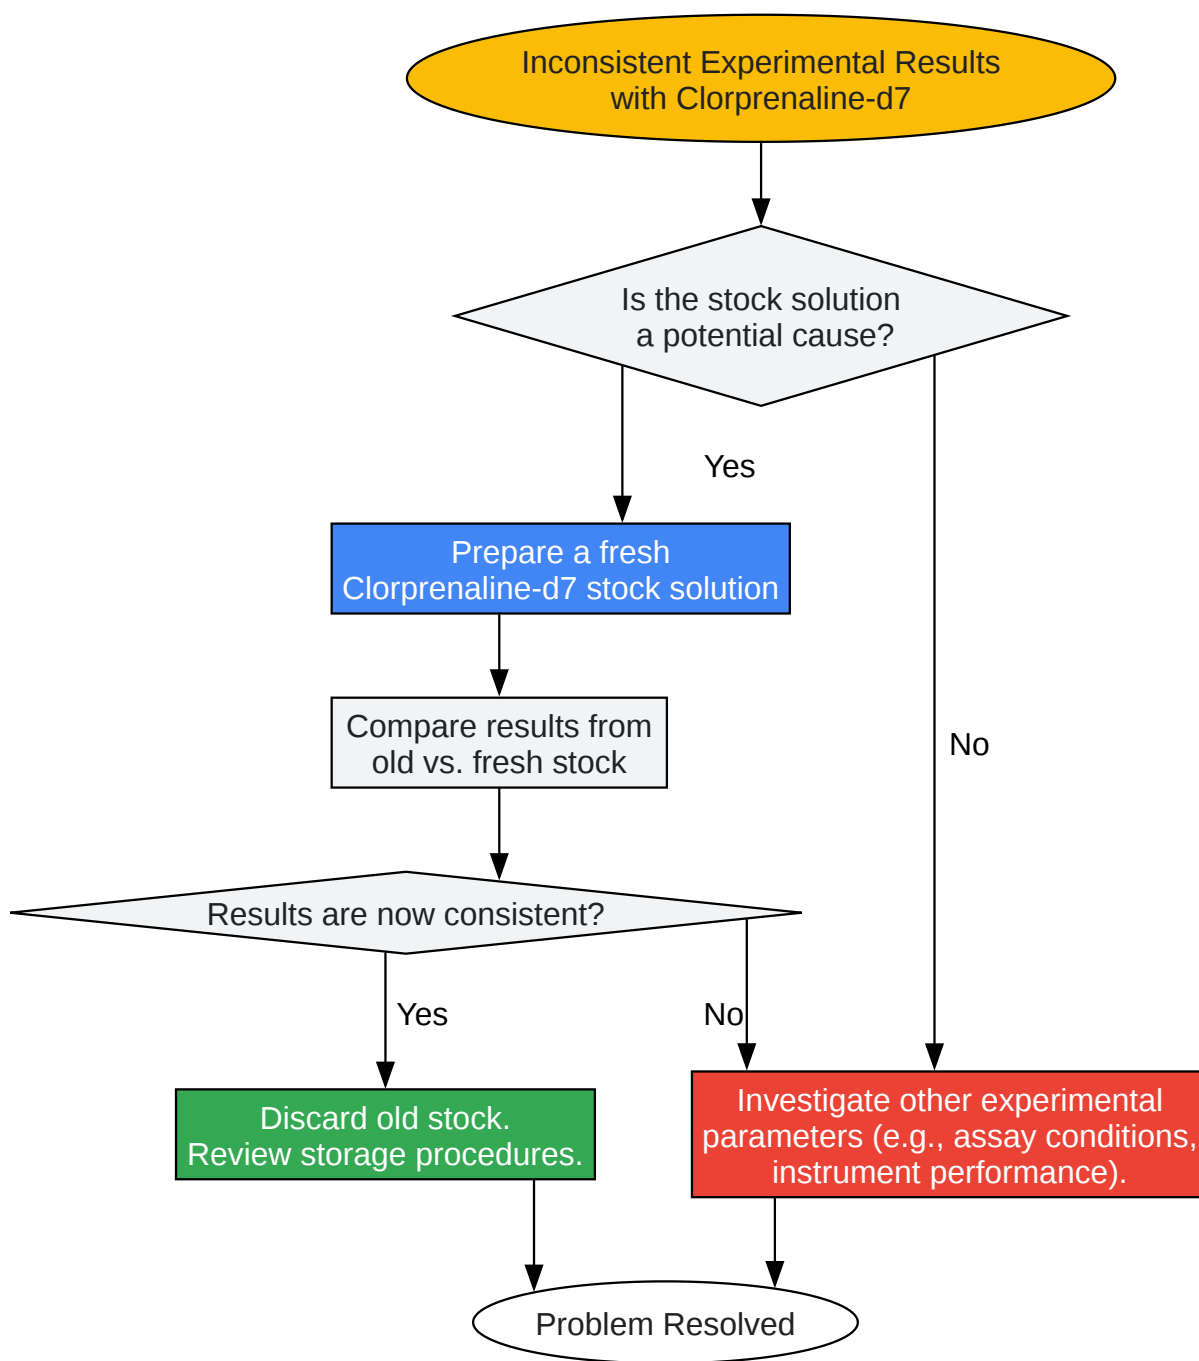 Inconsistent Experimental Results
with Clorprenaline-d7
Is the stock solution
a potential cause?
Yes
Prepare a fresh
Clorprenaline-d7 stock solution
Compare results from
old vs. fresh stock
No
Results are now consistent?
Yes
No
Discard old stock.
Review storage procedures.
Investigate other experimental
parameters (e.g., assay conditions,
instrument performance).
Problem Resolved